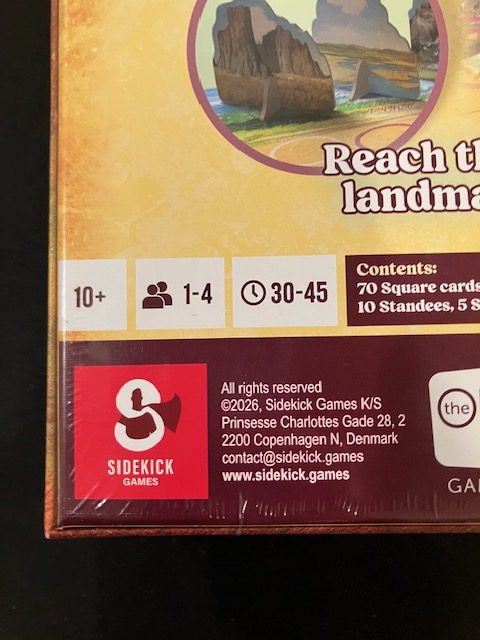 Reach t
landma
10+
1-4
30-45
Contents:
70 Square cards
10 Standees, 5 S
SIDEKICK
GAMES
All rights reserved
©2026, Sidekick Games K/S
Prinsesse Charlottes Gade 28, 2
2200 Copenhagen N, Denmark
contact@sidekick.games
www.sidekick.games
the
GA